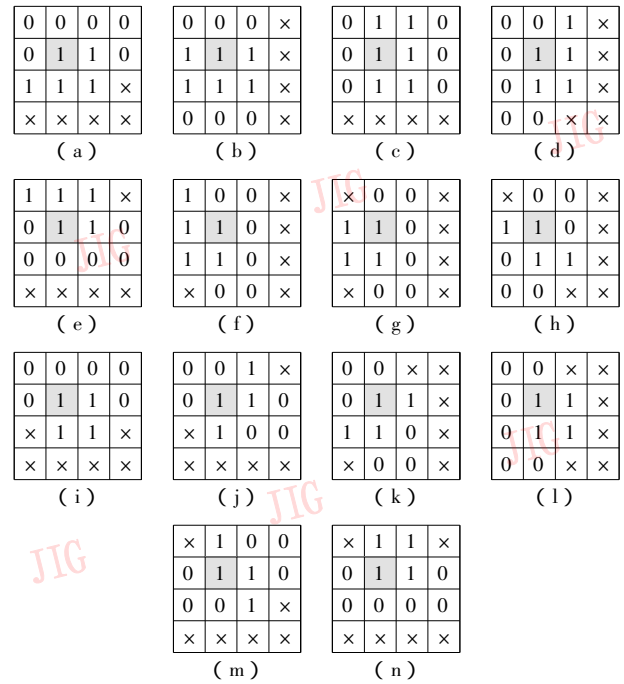 0 0 0 0 0 0 0 × 0 1 1 0 0 0 1 ×
0 1 1 0 1 1 1 × 0 1 1 0 0 1 1 ×
1 1 1 × 1 1 1 × 0 1 1 0 0 1 1 ×
× × × × 0 0 0 × × × × × 0 0 × ×
( a ) ( b ) ( c ) ( d )
JIG
JIG
1 1 1 × 1 0 0 × × 0 0 × × 0 0 ×
0 1 1 0 1 1 0 × 1 1 0 × 1 1 0 ×
0 0 0 0 1 1 0 × 1 1 0 × 0 1 1 ×
× × × × × 0 0 × × 0 0 × 0 0 × ×
JIG
( e ) ( f ) ( g ) ( h )
0 0 0 0 0 0 1 × 0 0 × × 0 0 × ×
0 1 1 0 0 1 1 0 0 1 1 × 0 1 1 ×
× 1 1 × × 1 0 0 1 1 0 × 0 1 1 ×
× × × × × × × × × 0 0 × 0 0 × ×
JIG
( i ) ( j ) ( k ) ( l )
JIG
JIG
× 1 0 0 × 1 1 ×
0 1 1 0 0 1 1 0
0 0 1 × 0 0 0 0
× × × × × × × ×
( m ) ( n )